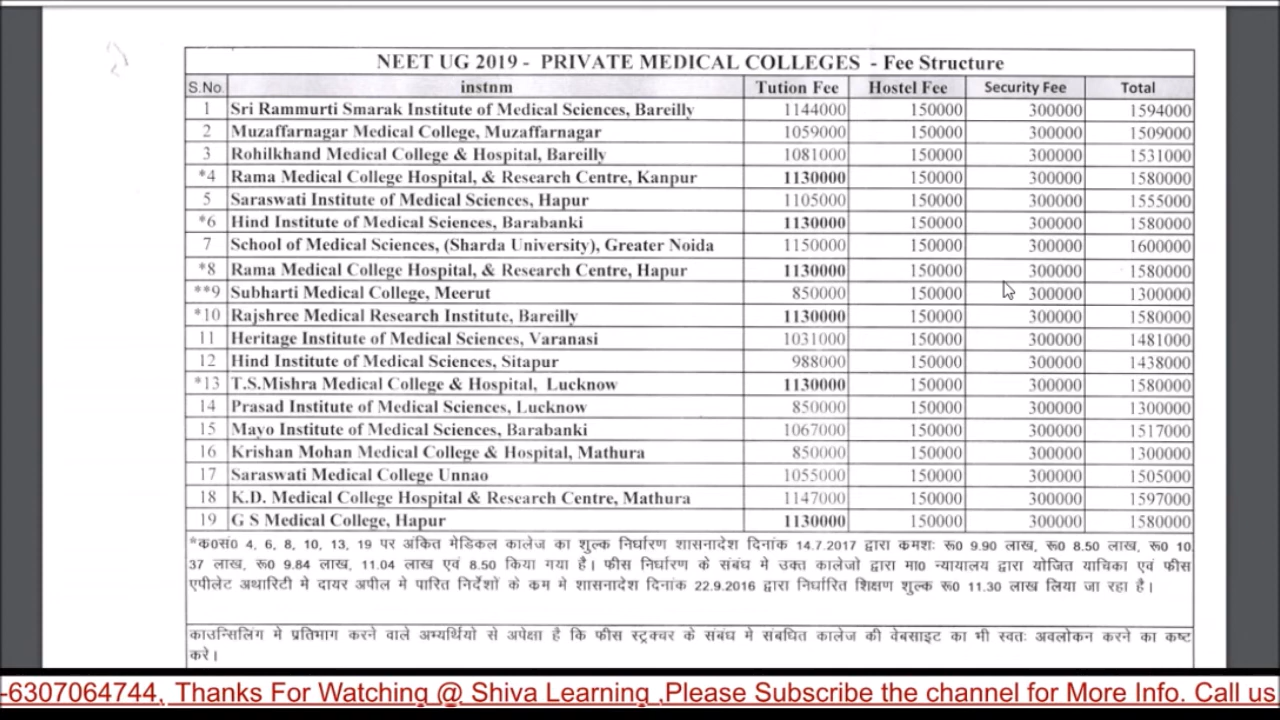 NEET UG 2019 - PRIVATE MEDICAL COLLEGES - Fee Structure
S.No. instnm Tution Fee Hostel Fee Security Fee Total
1 Sri Rammurti Smarak Institute of Medical Sciences, Bareilly 1144000 150000 300000 1594000
2 Muzaffarnagar Medical College, Muzaffarnagar 1059000 150000 300000 1509000
3 Rohilkhand Medical College & Hospital, Bareilly 1081000 150000 300000 1531000
*4 Rama Medical College Hospital, & Research Centre, Kanpur 1130000 150000 300000 1580000
5 Saraswati Institute of Medical Sciences, Hapur 1105000 150000 300000 1555000
*6 Hind Institute of Medical Sciences, Barabanki 1130000 150000 300000 1580000
7 School of Medical Sciences, (Sharda University), Greater Noida 1150000 150000 300000 1600000
*8 Rama Medical College Hospital, & Research Centre, Hapur 1130000 150000 300000 1580000
**9 Subharti Medical College, Meerut 850000 150000 300000 1300000
*10 Rajshree Medical Research Institute, Bareilly 1130000 150000 300000 1580000
11 Heritage Institute of Medical Sciences, Varanasi 1031000 150000 300000 1481000
12 Hind Institute of Medical Sciences, Sitapur 988000 150000 300000 1438000
*13 T.S.Mishra Medical College & Hospital, Lucknow 1130000 150000 300000 1580000
14 Prasad Institute of Medical Sciences, Lucknow 850000 150000 300000 1300000
15 Mayo Institute of Medical Sciences, Barabanki 1067000 150000 300000 1517000
16 Krishan Mohan Medical College & Hospital, Mathura 850000 150000 300000 1300000
17 Saraswati Medical College Unnao 1055000 150000 300000 1505000
18 K.D. Medical College Hospital & Research Centre, Mathura 1147000 150000 300000 1597000
19 G S Medical College, Hapur 1130000 150000 300000 1580000
*क0सं0 4, 6, 8, 10, 13, 19 पर अंकित मेडिकल कालेज का शुल्क निर्धारण शासनादेश दिनांक 14.7.2017 द्वारा कमशः रू0 9.90 लाख, रू0 8.50 लाख, रू0 10.
37 लाख, रू0 9.84 लाख, 11.04 लाख एवं 8.50 किया गया है। फीस निर्धारण के संबंध मे उक्त कालेजो द्वारा मा0 न्यायालय द्वारा योजित याचिका एवं फीस
एपीलेट अथारिटी मे दायर अपील मे पारित निर्देशों के कम मे शासनादेश दिनांक 22.9.2016 द्वारा निर्धारित शिक्षण शुल्क रू0 11.30 लाख लिया जा रहा है।
काउन्सिलिंग मे प्रतिभाग करने वाले अभ्यर्थियो से अपेक्षा है कि फीस स्ट्रक्चर के संबंध मे संबधित कालेज की वेबसाइट का भी स्वतः अवलोकन करने का कष्ट
करे।
-6307064744, Thanks For Watching @ Shiva Learning ,Please Subscribe the channel for More Info. Call us